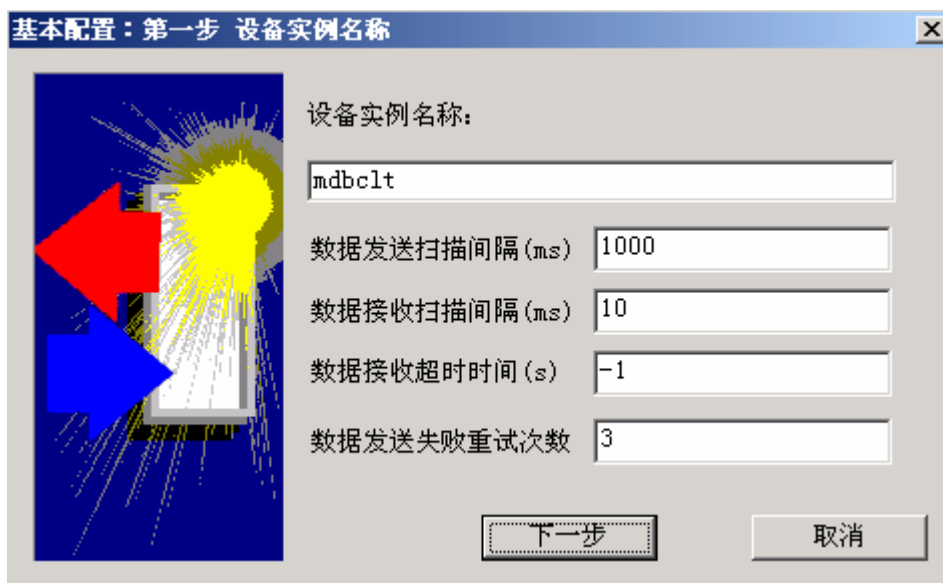 基本配置：第一步 设备实例名称
设备实例名称：
mdbclt
数据发送扫描间隔(ms) 1000
数据接收扫描间隔(ms) 10
数据接收超时时间(s) -1
数据发送失败重试次数 3
下一步 取消